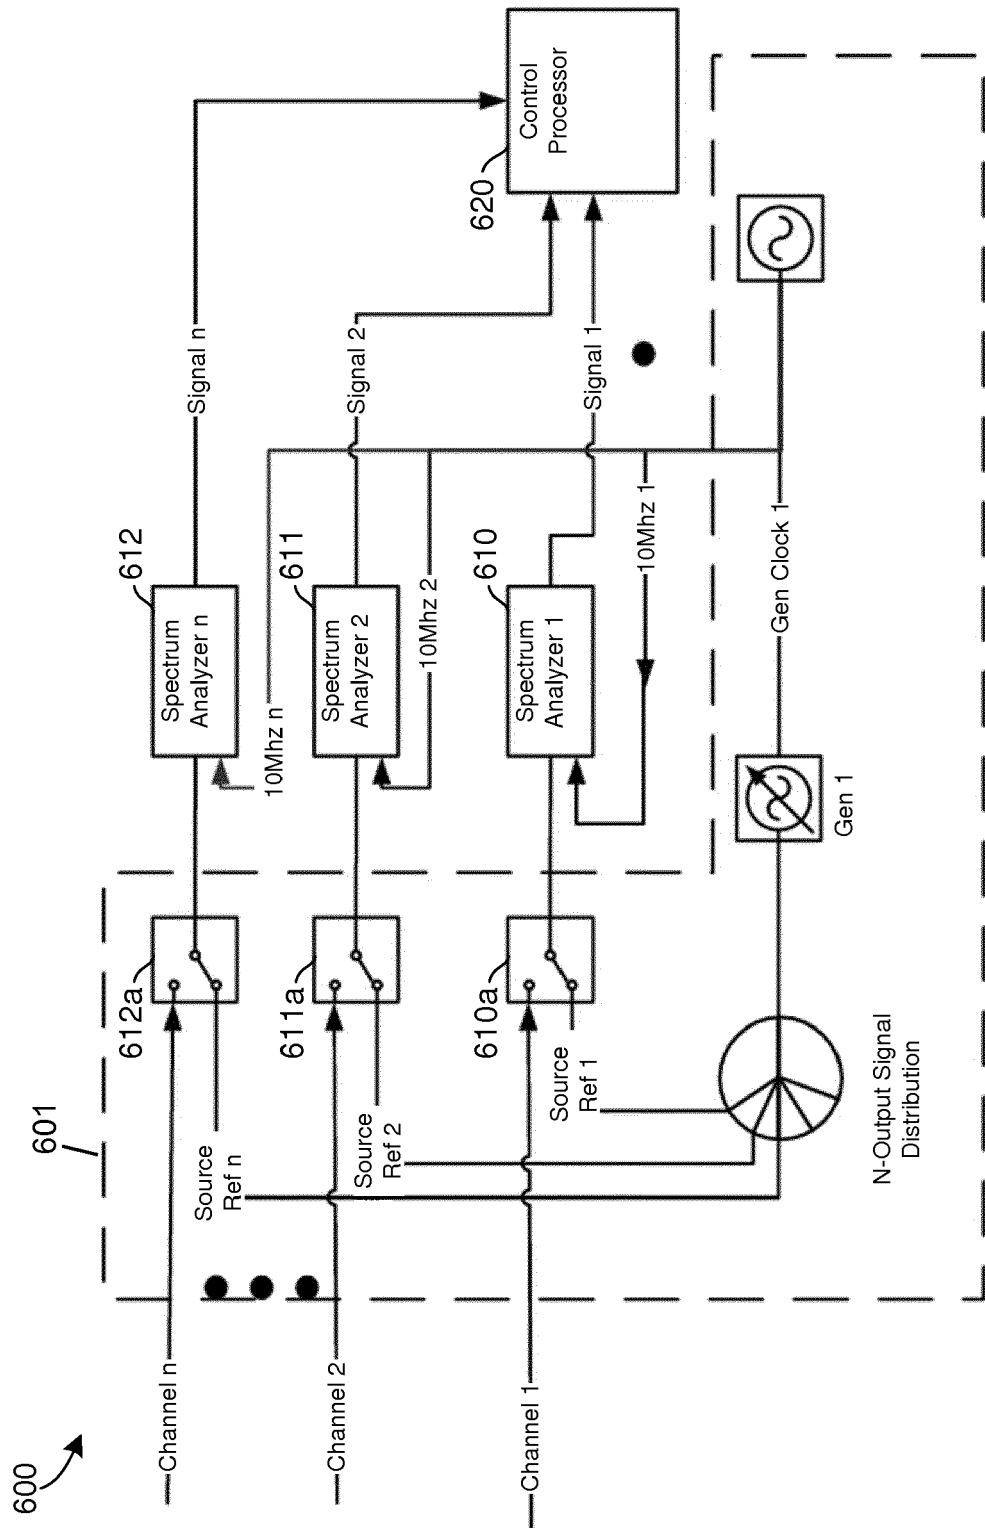 600
601
Channel n
Channel 2
Channel 1
Source
Ref n
Source
Ref 2
Source
Ref 1
612a
611a
610a
N-Output Signal
Distribution
Gen 1
Gen Clock 1
612
Spectrum
Analyzer n
611
Spectrum
Analyzer 2
610
Spectrum
Analyzer 1
10Mhz n
10Mhz 2
10Mhz 1
Signal n
Signal 2
Signal 1
620
Control
Processor